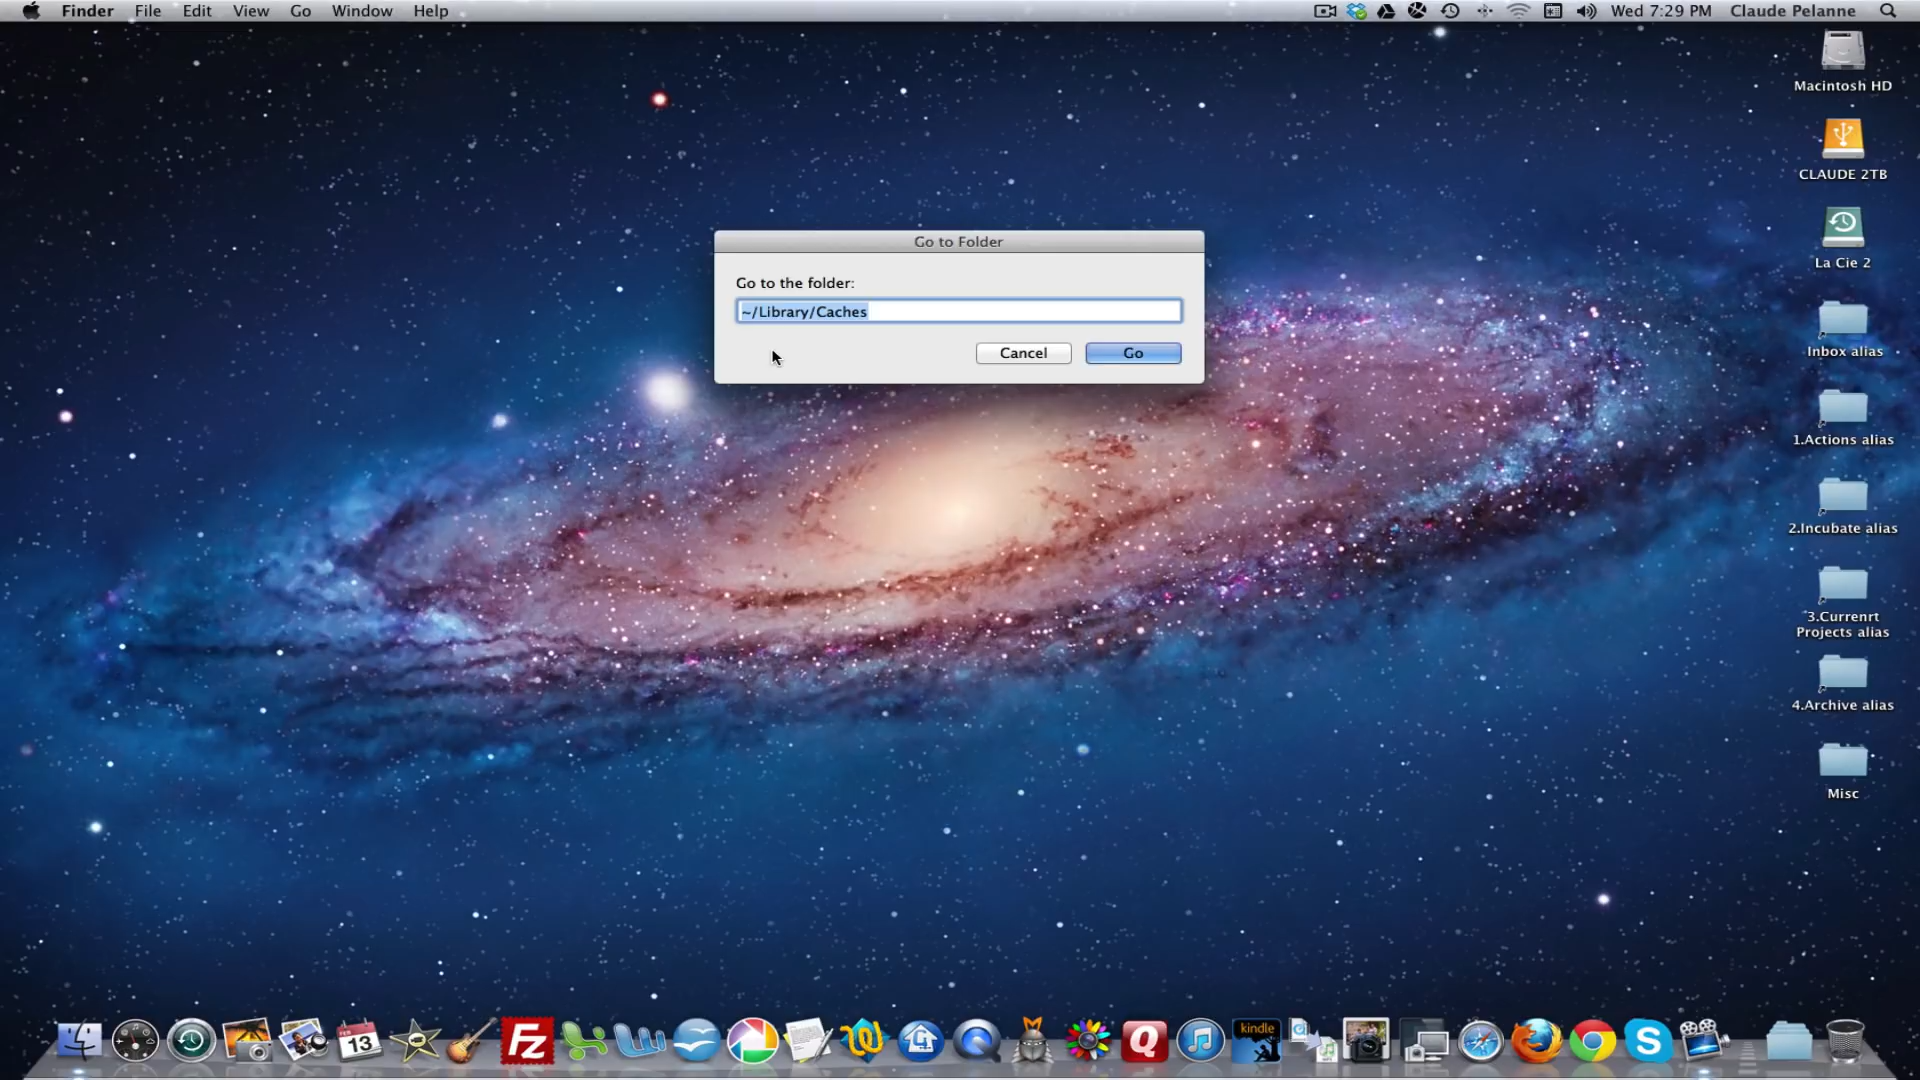 Finder File Edit View Go Window Help
Wed 7:29 PM Claude Pelanne
Macintosh HD
CLAUDE 2TB
La Cie 2
Inbox alias
1.Actions alias
2.Incubate alias
3.Currenrt
Projects alias
4.Archive alias
Misc
Go to Folder
Go to the folder:
~/Library/Caches
Cancel Go
FEB
13
Fz
Q
kindle
S